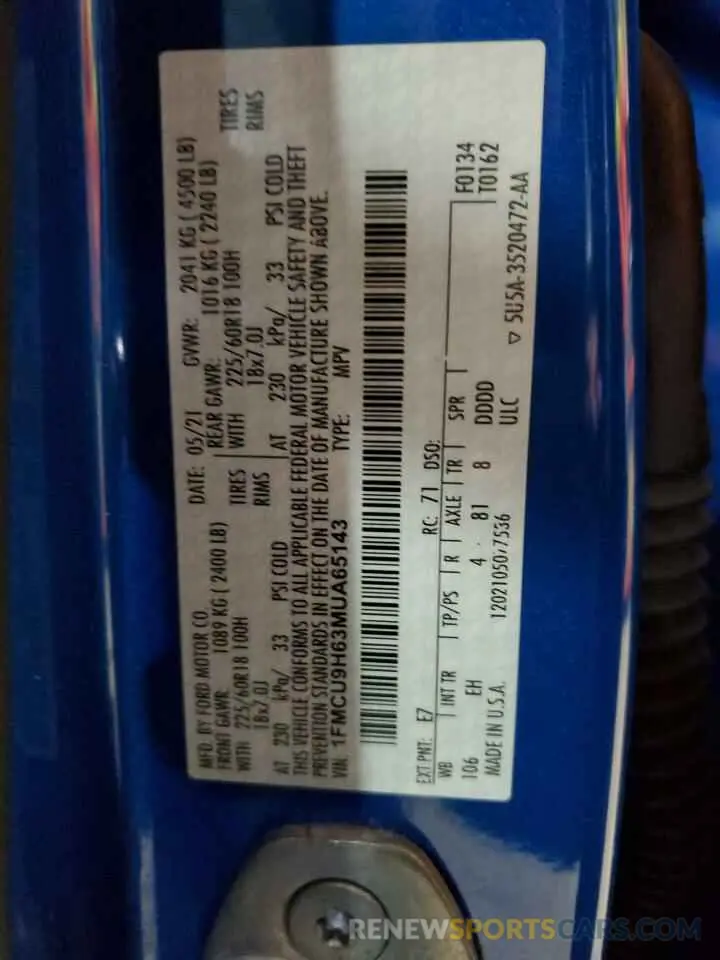 MFD. BY FORD MOTOR CO.
DATE: 05/21 GVWR: 2041 KG ( 4500 LB)
FRONT GAWR: 1089 KG ( 2400 LB)
REAR GAWR: 1016 KG ( 2240 LB)
WITH 225/60R18 100H TIRES
WITH 225/60R18 100H TIRES
18x7.0J RIMS
18x7.0J RIMS
AT 230 kPa/ 33 PSI COLD
AT 230 kPa/ 33 PSI COLD
THIS VEHICLE CONFORMS TO ALL APPLICABLE FEDERAL MOTOR VEHICLE SAFETY AND THEFT
PREVENTION STANDARDS IN EFFECT ON THE DATE OF MANUFACTURE SHOWN ABOVE.
VIN: 1FMCU9H63MUA65143 TYPE: MPV
EXT PNT: E7 RC: 71 DSO: F0134
WB INT TR TP/PS R AXLE TR SPR T0162
106 EH 4 81 8 DDDD
MADE IN U.S.A. 1202105077536 ULC ▽ 5U5A-3520472-AA
RENEWSPORTSCARS.COM